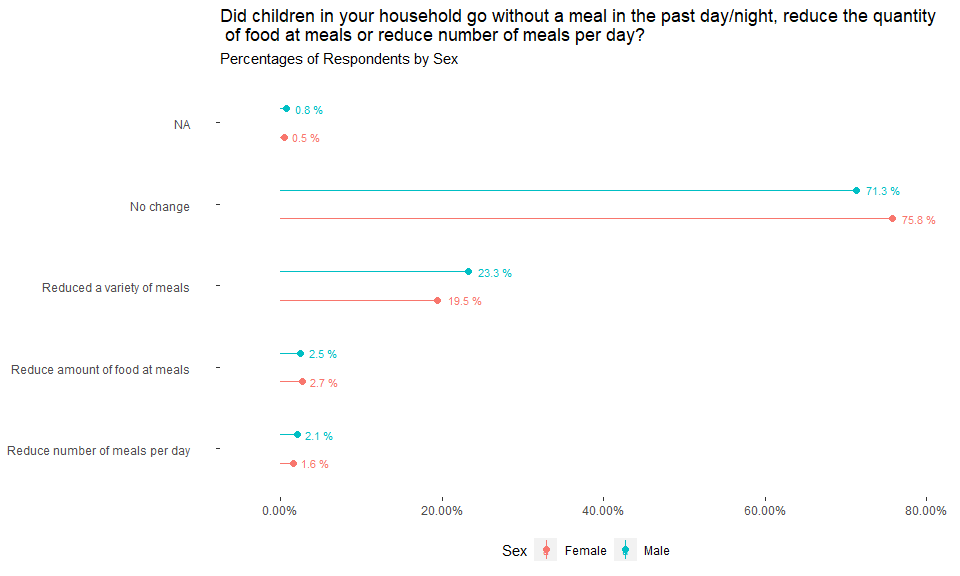 Did children in your household go without a meal in the past day/night, reduce the quantity
of food at meals or reduce number of meals per day?
Percentages of Respondents by Sex
NA
0.8 %
0.5 %
No change
71.3 %
75.8 %
Reduced a variety of meals
23.3 %
19.5 %
Reduce amount of food at meals
2.5 %
2.7 %
Reduce number of meals per day
2.1 %
1.6 %
0.00% 20.00% 40.00% 60.00% 80.00%
Sex Female Male